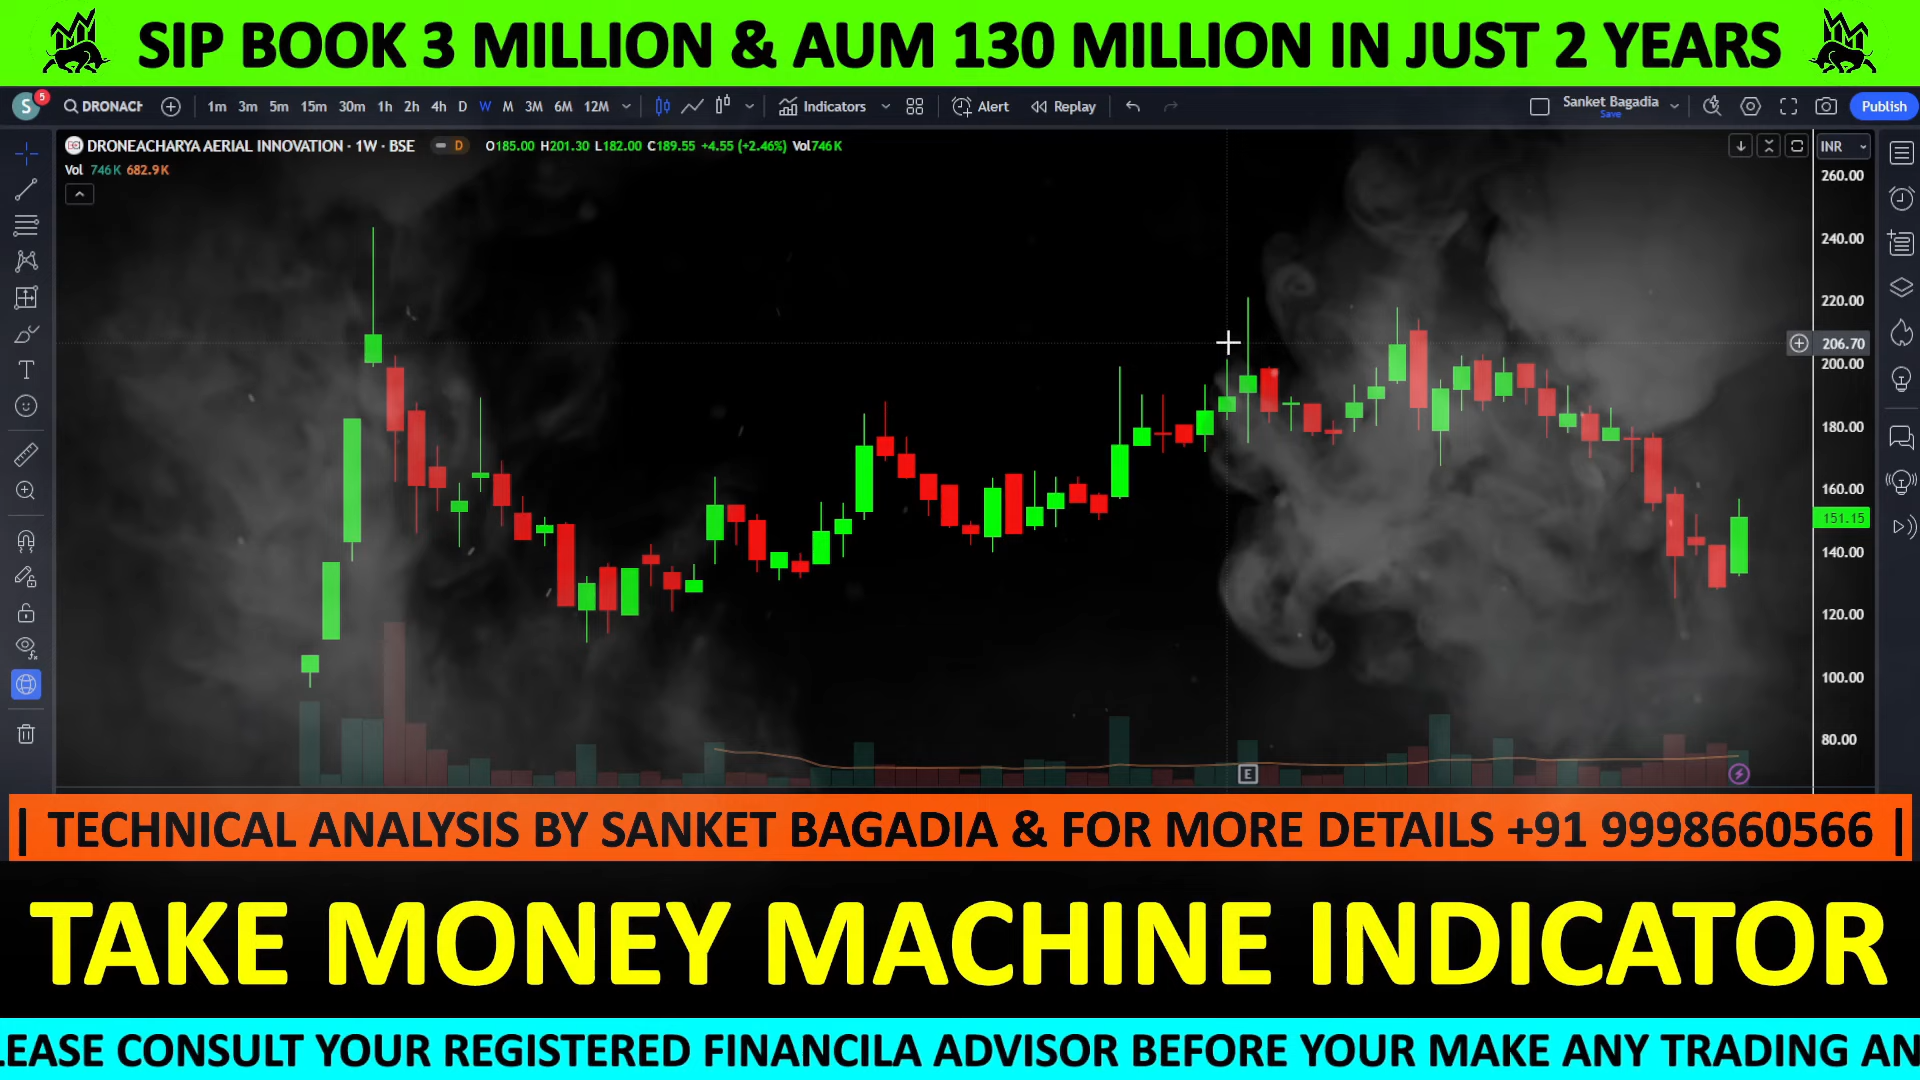 SIP BOOK 3 MILLION & AUM 130 MILLION IN JUST 2 YEARS
S 5 DRONACH 1m 3m 5m 15m 30m 1h 2h 4h D W M 3M 6M 12M Indicators Alert Replay Sanket Bagadia Save Publish
DRONEACHARYA AERIAL INNOVATION · 1W · BSE D O185.00 H201.30 L182.00 C189.55 +4.55 (+2.46%) Vol746K INR
Vol 746K 682.9K
260.00
240.00
220.00
206.70
200.00
180.00
160.00
151.15
140.00
120.00
100.00
80.00
E
| TECHNICAL ANALYSIS BY SANKET BAGADIA & FOR MORE DETAILS +91 9998660566 |
TAKE MONEY MACHINE INDICATOR
LEASE CONSULT YOUR REGISTERED FINANCILA ADVISOR BEFORE YOUR MAKE ANY TRADING AN